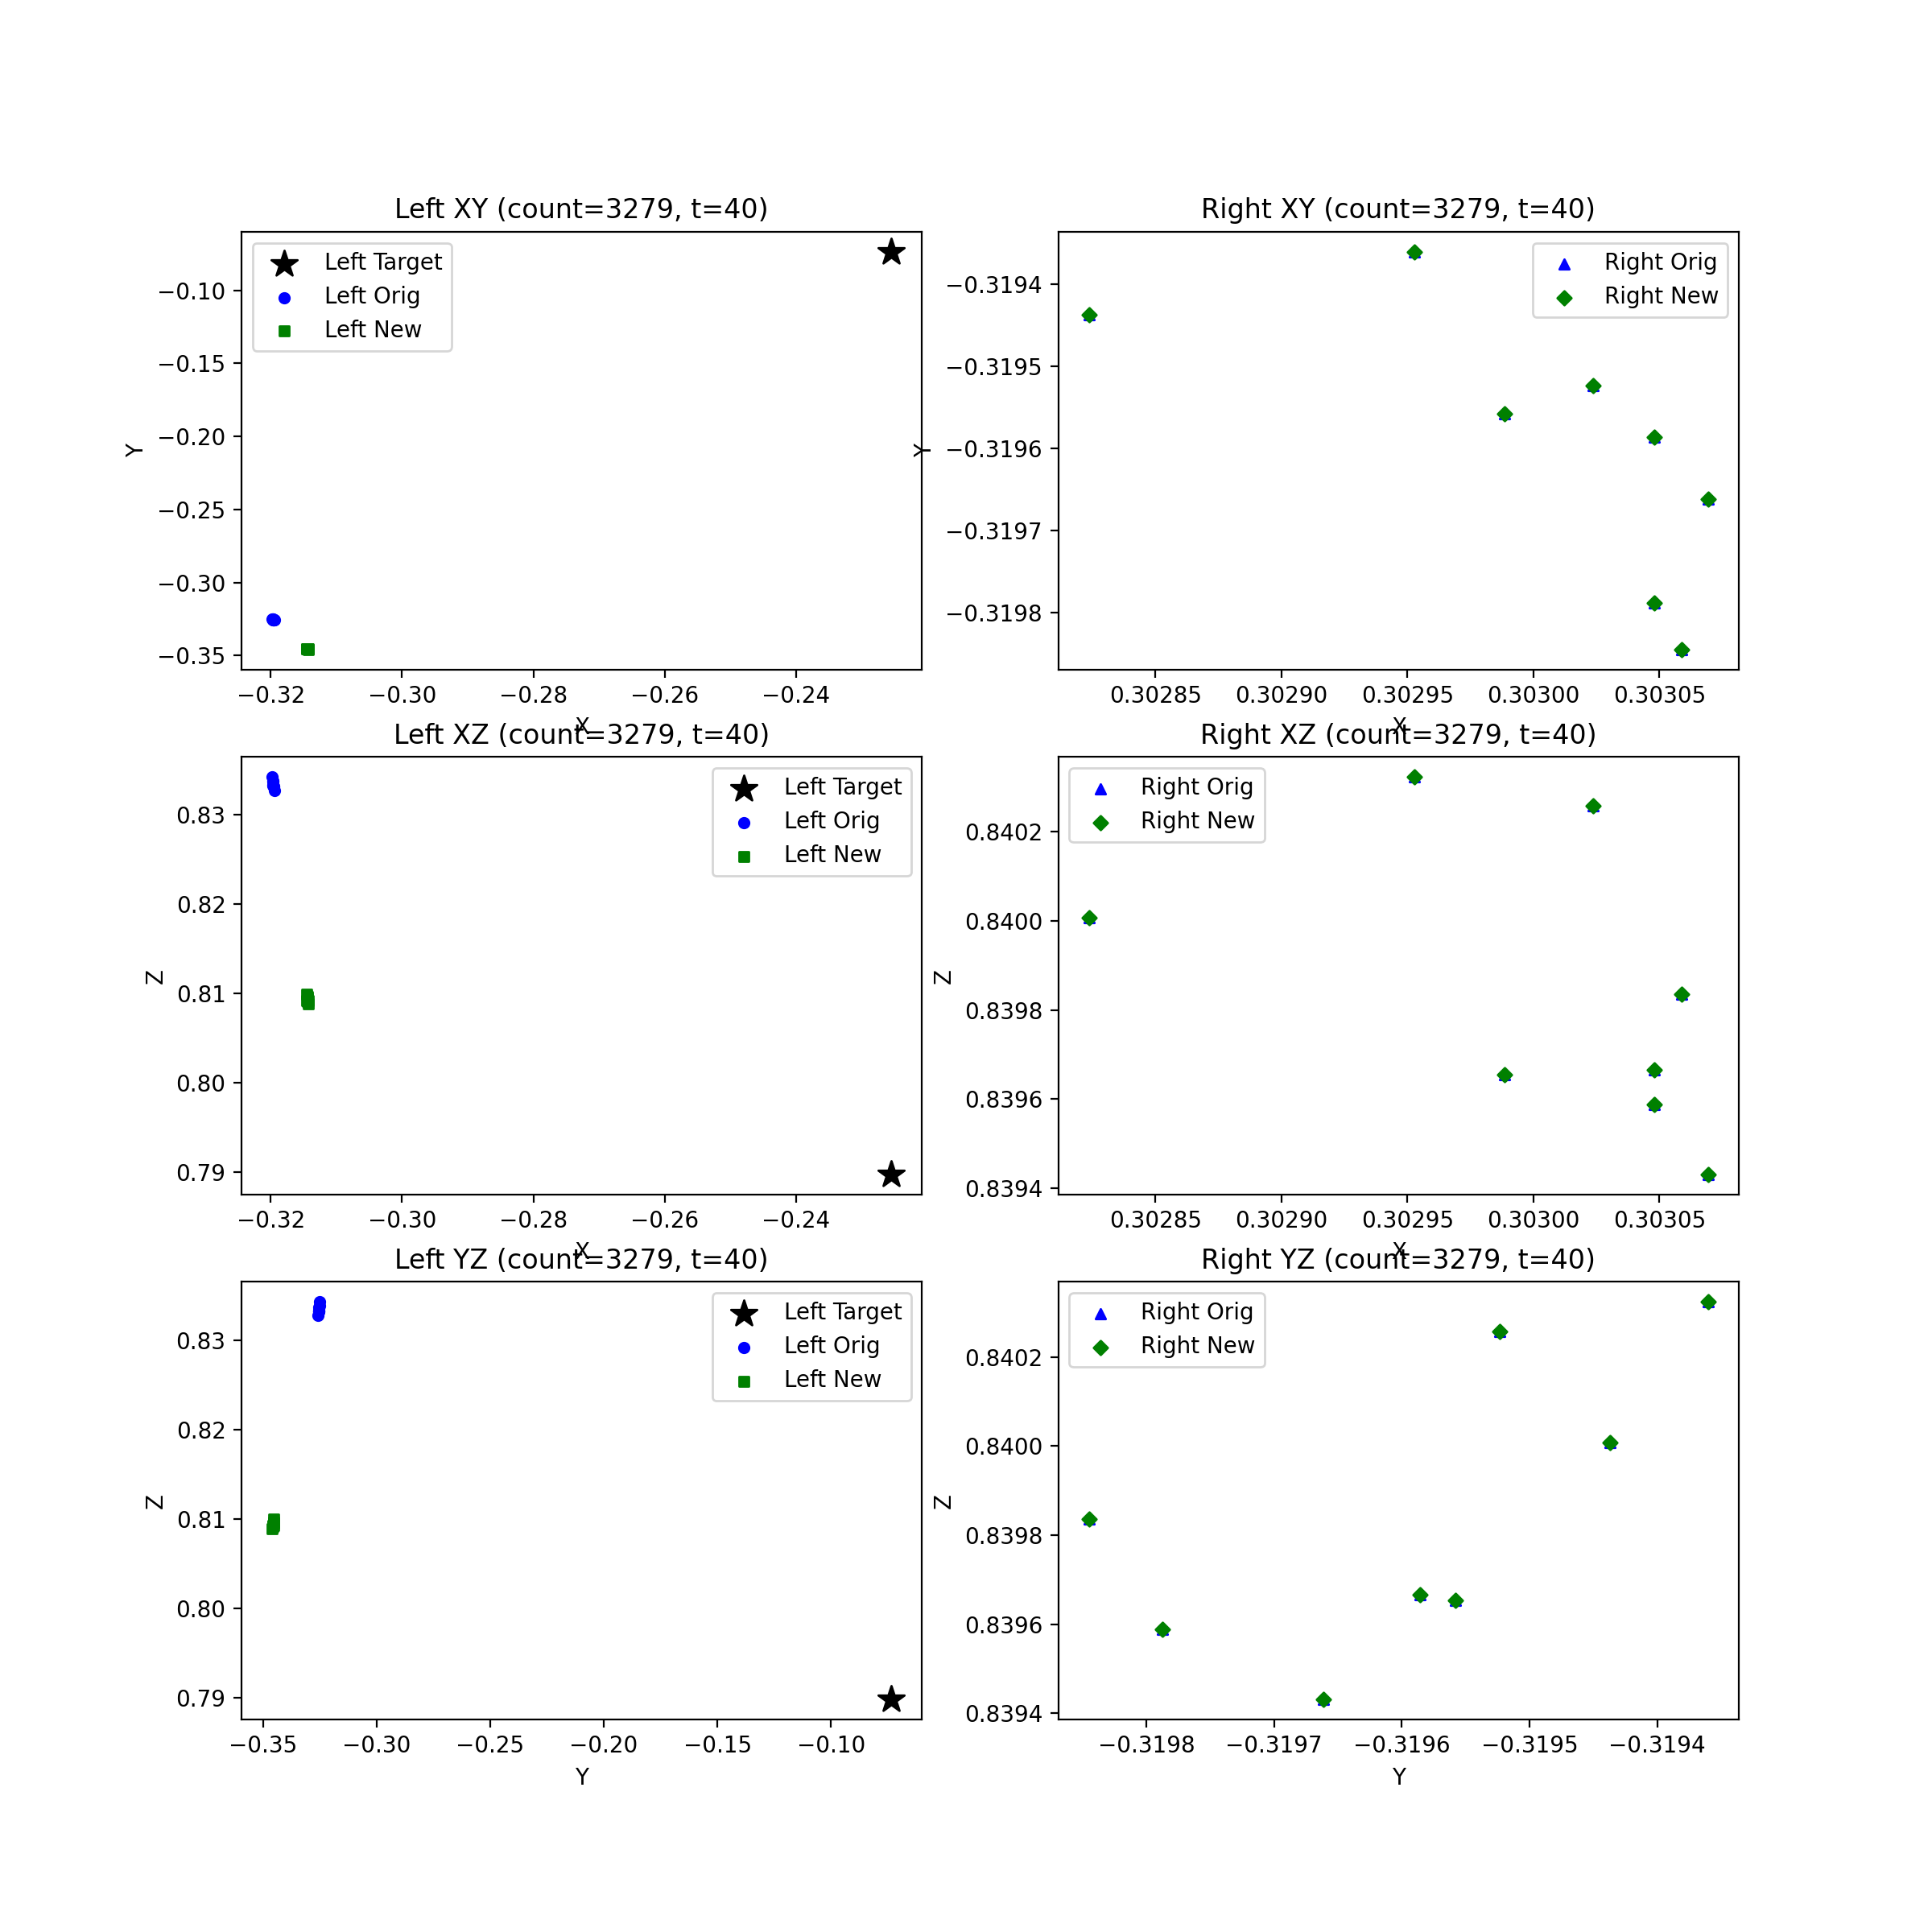 Left XY (count=3279, t=40)
Left Target
Left Orig
Left New
−0.10
−0.15
−0.20
−0.25
−0.30
−0.35
Y
−0.32 −0.30 −0.28 −0.26 −0.24
X
Right XY (count=3279, t=40)
Right Orig
Right New
−0.3194
−0.3195
−0.3196
−0.3197
−0.3198
Y
0.30285 0.30290 0.30295 0.30300 0.30305
X
Left XZ (count=3279, t=40)
Left Target
Left Orig
Left New
0.83
0.82
0.81
0.80
0.79
Z
−0.32 −0.30 −0.28 −0.26 −0.24
X
Right XZ (count=3279, t=40)
Right Orig
Right New
0.8402
0.8400
0.8398
0.8396
0.8394
Z
0.30285 0.30290 0.30295 0.30300 0.30305
X
Left YZ (count=3279, t=40)
Left Target
Left Orig
Left New
0.83
0.82
0.81
0.80
0.79
Z
−0.35 −0.30 −0.25 −0.20 −0.15 −0.10
Y
Right YZ (count=3279, t=40)
Right Orig
Right New
0.8402
0.8400
0.8398
0.8396
0.8394
Z
−0.3198 −0.3197 −0.3196 −0.3195 −0.3194
Y